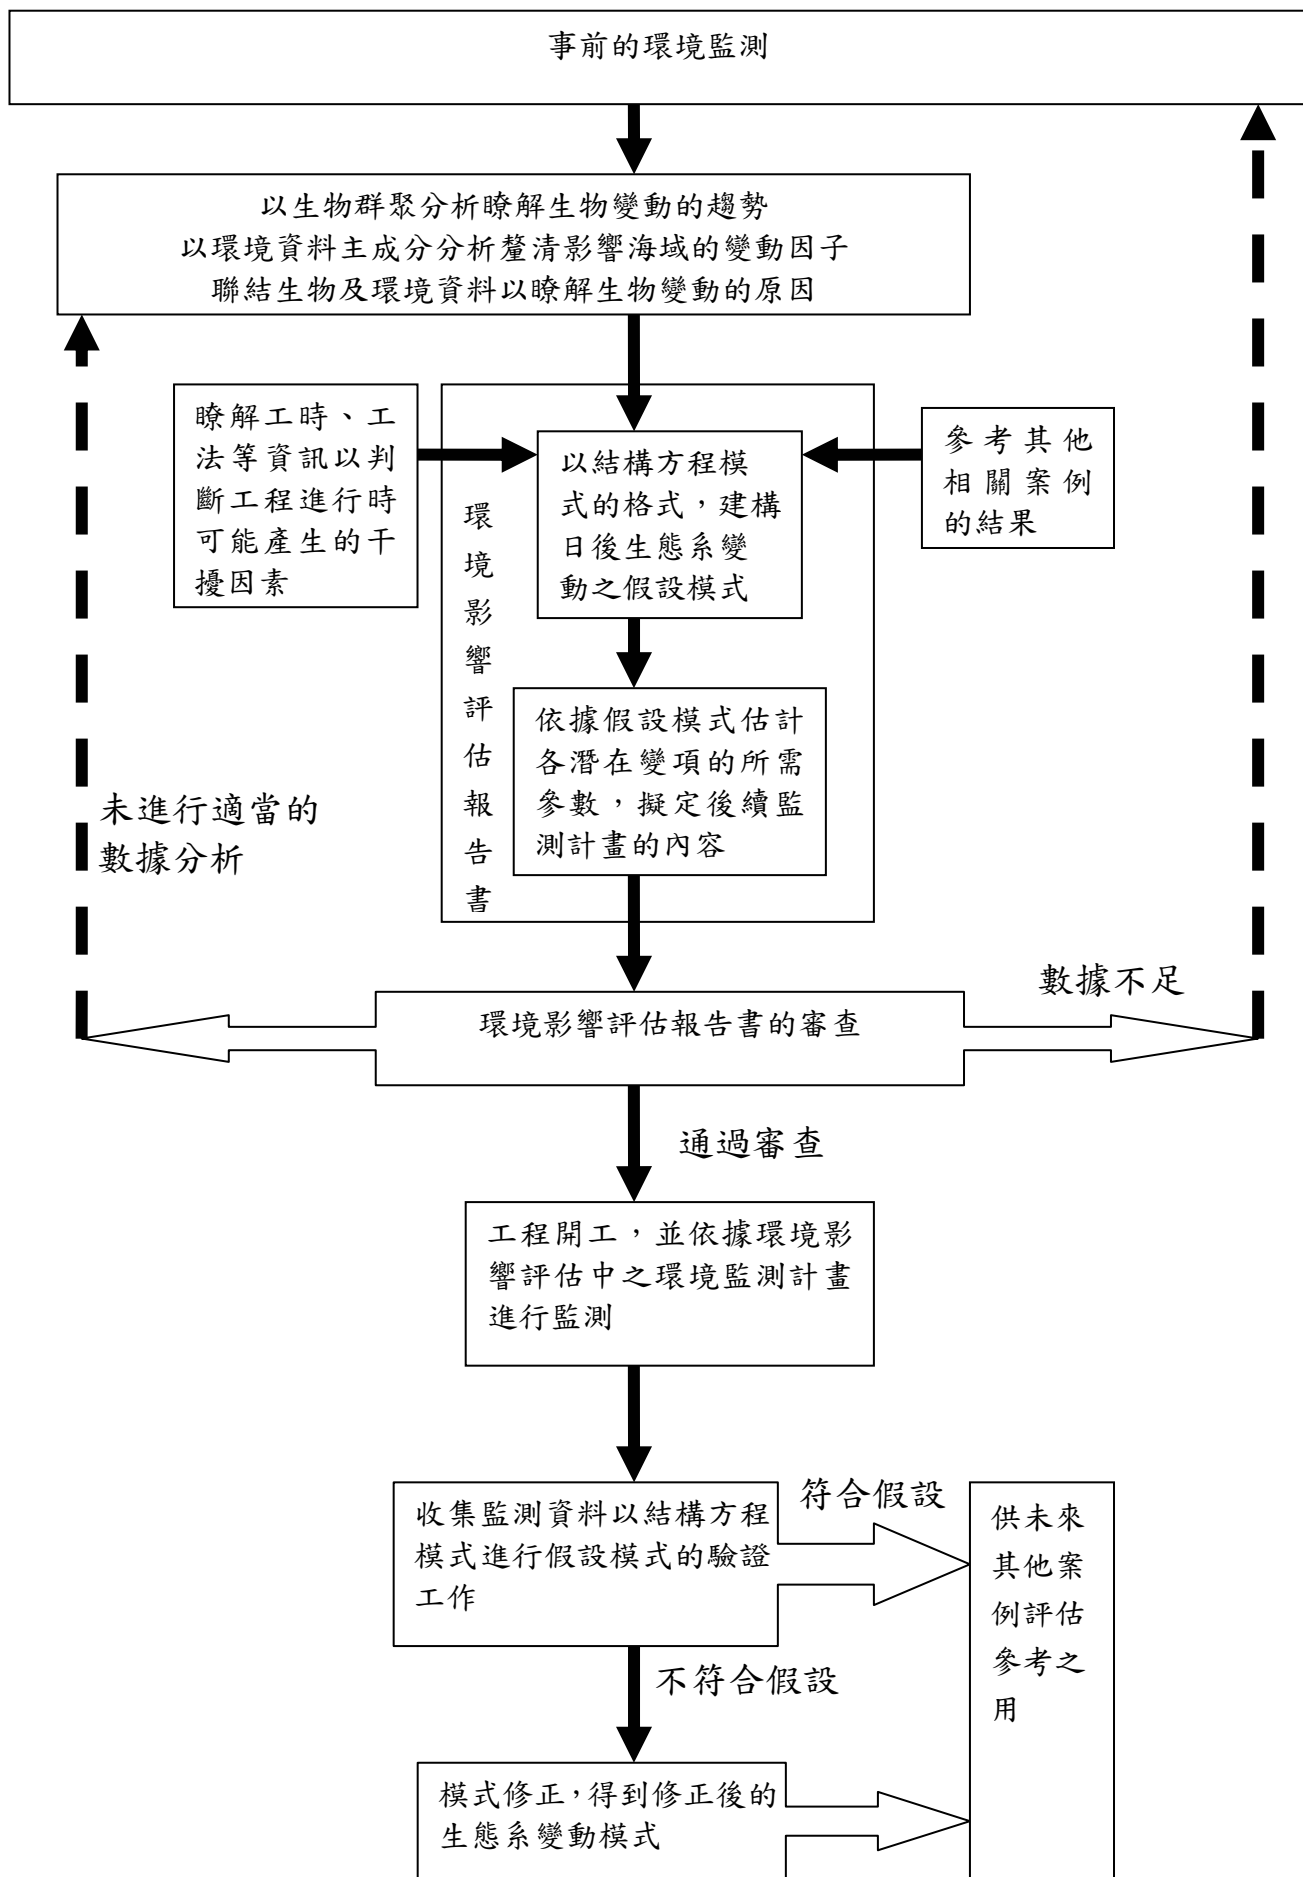 事前的環境監測
以生物群聚分析瞭解生物變動的趨勢
以環境資料主成分分析釐清影響海域的變動因子
聯結生物及環境資料以瞭解生物變動的原因
瞭解工時、工
法等資訊以判
斷工程進行時
可能產生的干
擾因素
環境影響評估報告書
以結構方程模
式的格式,建構
日後生態系變
動之假設模式
參考其他
相關案例
的結果
依據假設模式估計
各潛在變項的所需
參數,擬定後續監
測計畫的內容
未進行適當的
數據分析
數據不足
環境影響評估報告書的審查
通過審查
工程開工,並依據環境影
響評估中之環境監測計畫
進行監測
收集監測資料以結構方程
模式進行假設模式的驗證
工作
符合假設
供未來
其他案
例評估
參考之
用
不符合假設
模式修正,得到修正後的
生態系變動模式